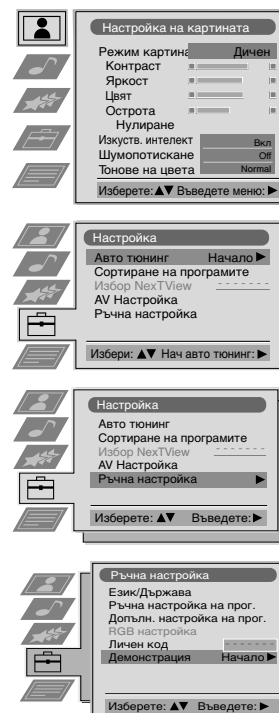 Настройка на картината
Режим картина Дичен
Контраст
Яркост
Цвят
Острота
Нулиране
Изкуств. интелект Вкл
Шумопотискане Off
Тонове на цвета Normal
Изберете:▲▼ Въведете меню:▶
Настройка
Авто тюнинг Начало▶
Сортиране на програмите
Избор NexTView -------
AV Настройка
Ръчна настройка
Избери: ▲▼ Нач авто тюнинг: ▶
Настройка
Авто тюнинг
Сортиране на програмите
Избор NexTView -------
AV Настройка
Ръчна настройка ▶
Изберете: ▲▼ Въведете:▶
Ръчна настройка
Език/Държава
Ръчна настройка на прог.
Допълн. настройка на прог.
RGB настройка
Личен код -------
Демонстрация Начало▶
Изберете: ▲▼ Въведете: ▶